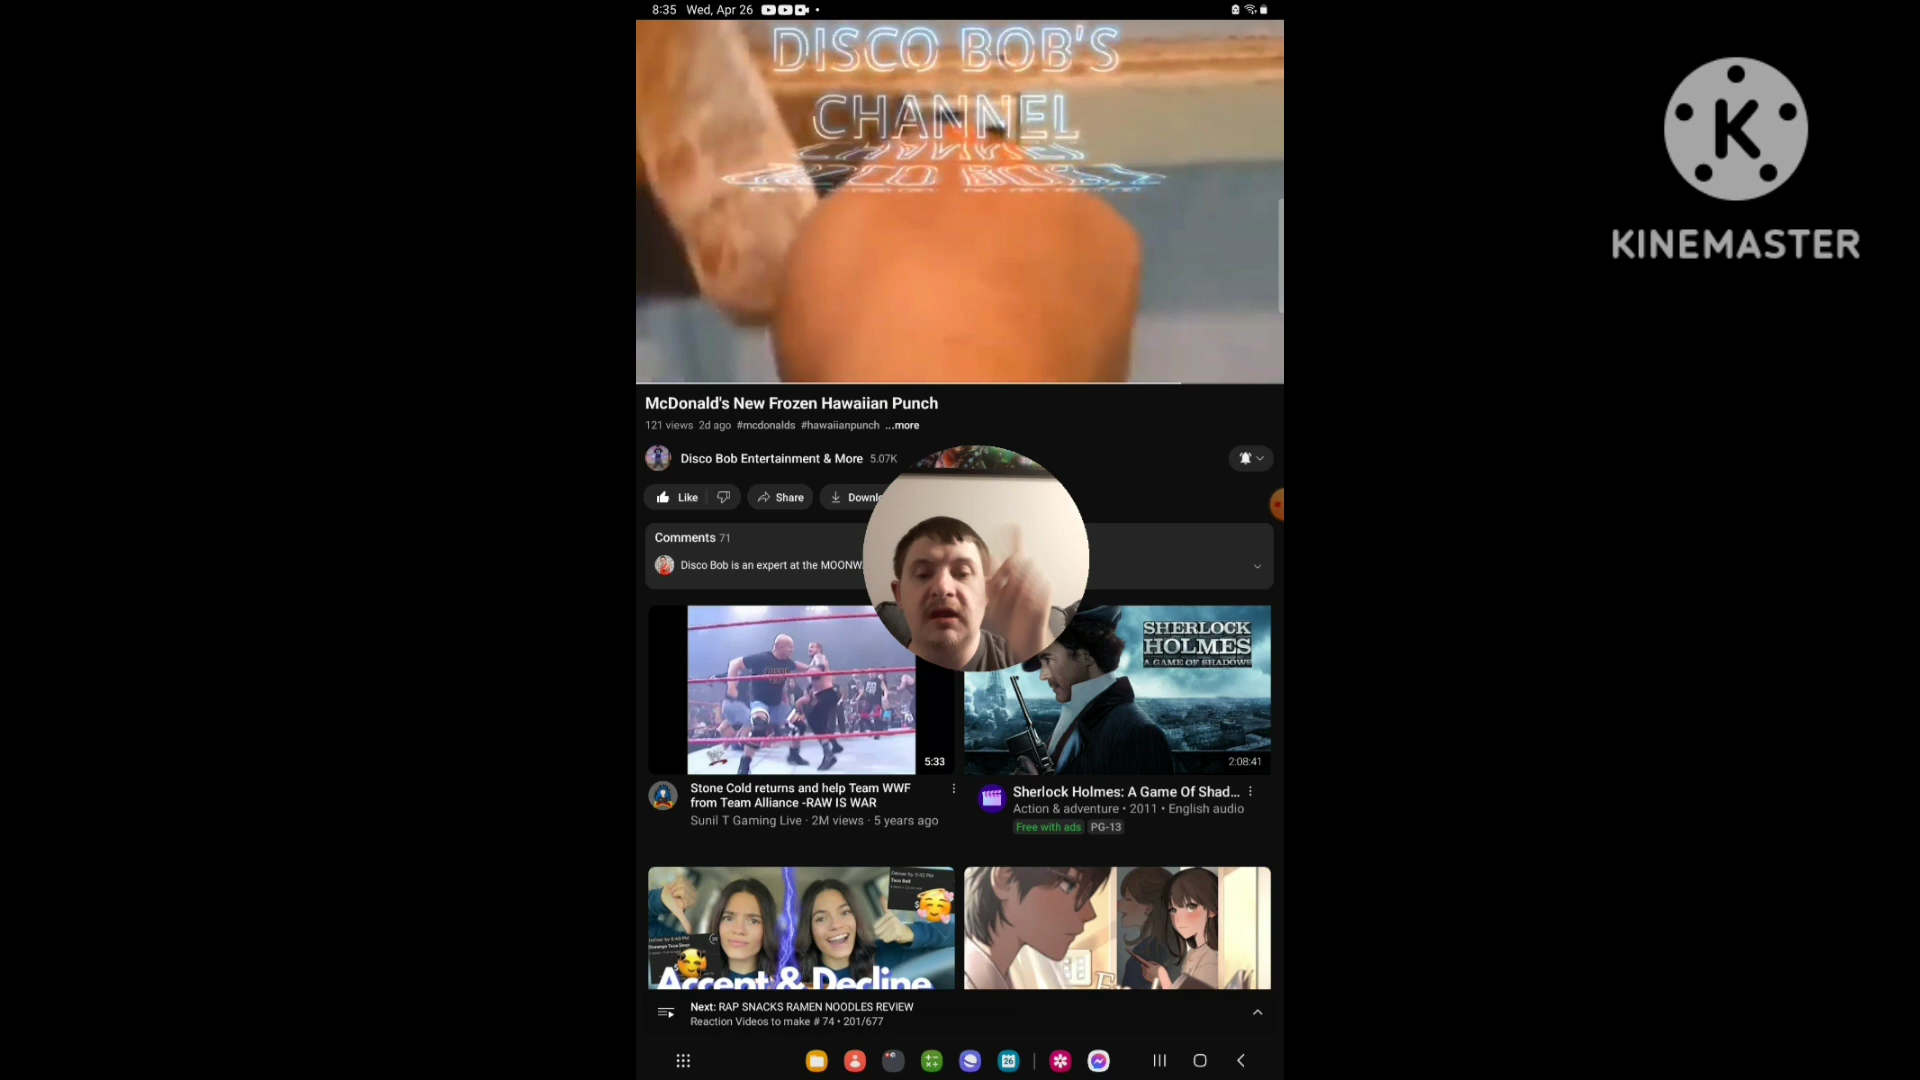 8:35 Wed, Apr 26
DISCO BOB'S
CHANNEL
K
KINEMASTER
McDonald's New Frozen Hawaiian Punch
121 views 2d ago #mcdonalds #hawaiianpunch ...more
Disco Bob Entertainment & More 5.07K
Like Share Downlo
Comments 71
Disco Bob is an expert at the MOONW
SHERLOCK
HOLMES
A GAME OF SHADOWS
5:33
2:08:41
Stone Cold returns and help Team WWF
from Team Alliance -RAW IS WAR
Sunil T Gaming Live · 2M views · 5 years ago
Sherlock Holmes: A Game Of Shad...
Action & adventure • 2011 • English audio
Free with ads PG-13
Accept & Decline
Next: RAP SNACKS RAMEN NOODLES REVIEW
Reaction Videos to make # 74 • 201/677
26